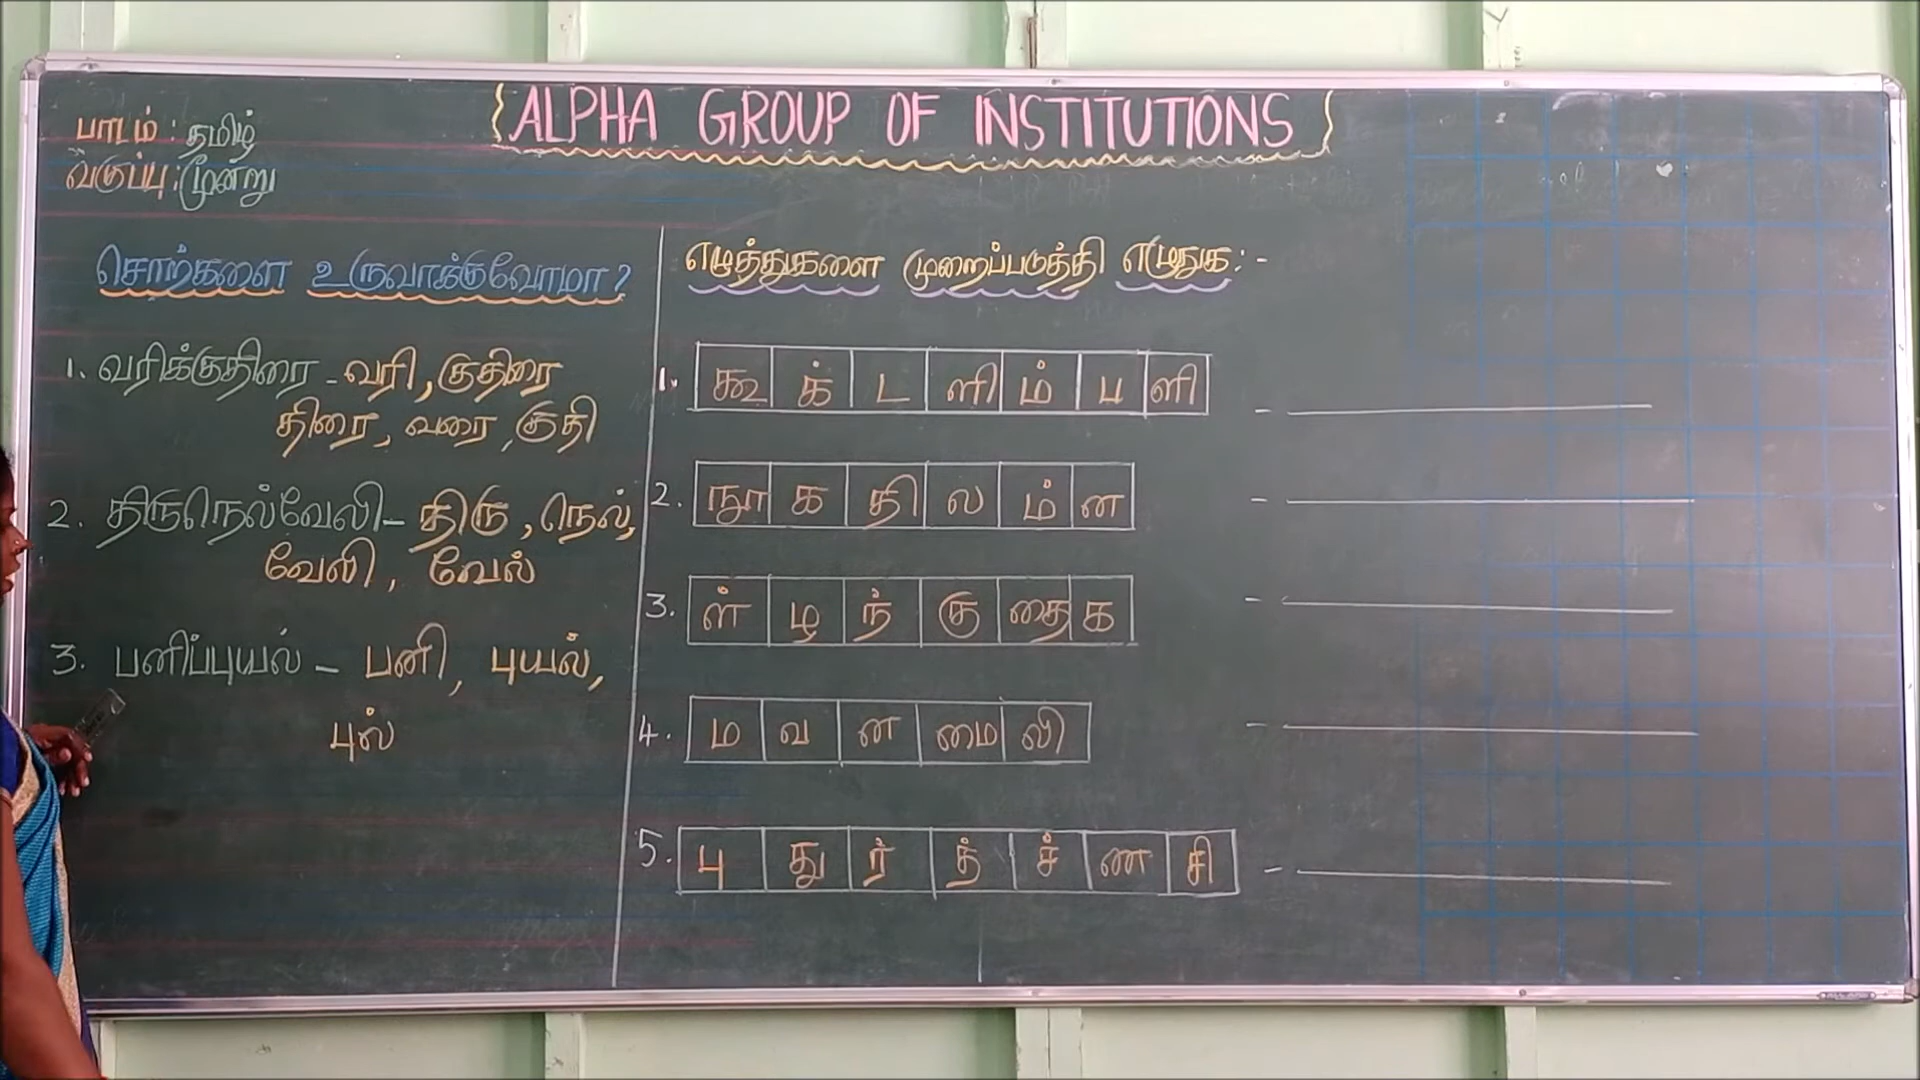 ALPHA GROUP OF INSTITUTIONS
பாடம் : தமிழ்
வகுப்பு : மூன்று
சொற்களை உருவாக்குவோமா?
1. வரிக்குதிரை - வரி, குதிரை
திரை, வரை, குதி
2. திருநெல்வேலி - திரு, நெல்,
வேலி, வேல்
3. பனிப்புயல் - பனி, புயல்,
புல்
எழுத்துகளை முறைப்படுத்தி எழுதுக: -
1. கூ க் ட ளி ம் ப ளி -
2. நூ க தி ல ம் ன -
3. ள் ழ ந் கு தை க -
4. ம வ ன மை லி -
5. பு து ர் த் ச் ண சி -